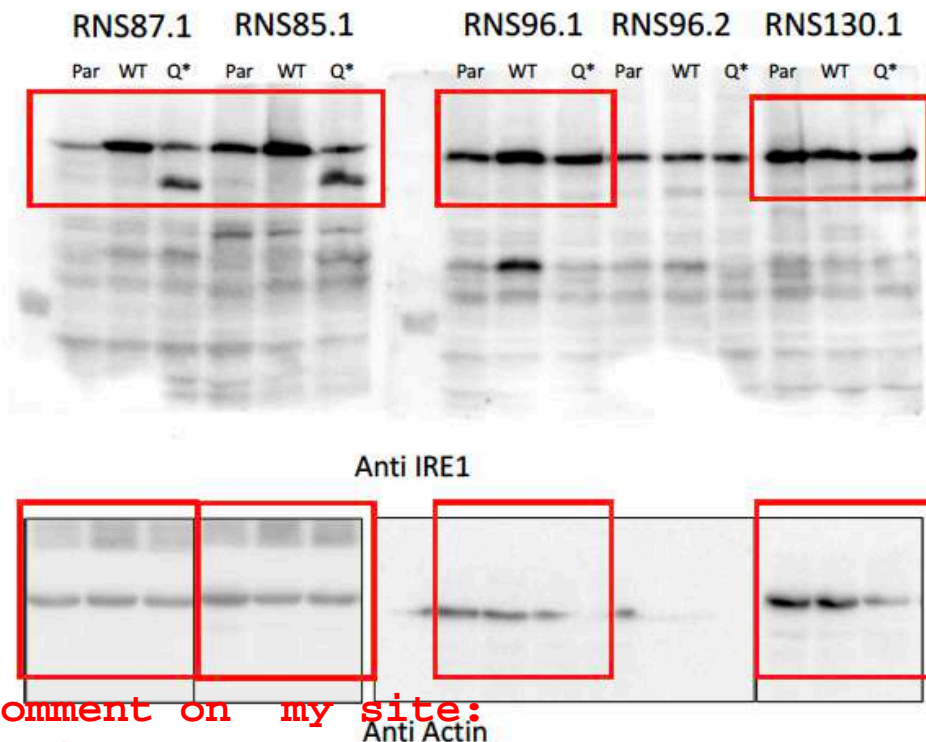 RNS87.1 RNS85.1 RNS96.1 RNS96.2 RNS130.1
Par WT Q* Par WT Q* Par WT Q* Par WT Q* Par WT Q*
Anti IRE1
omment on my site:
Anti Actin